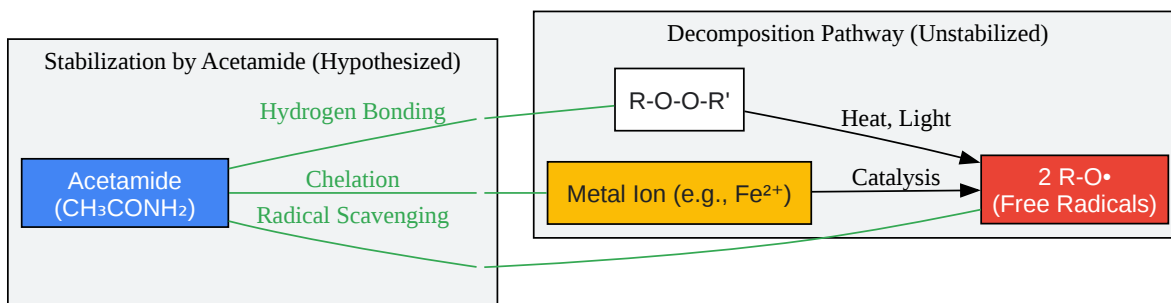 Stabilization by Acetamide (Hypothesized)
Hydrogen Bonding
Acetamide
(CH₃CONH₂)
Chelation
Radical Scavenging
Decomposition Pathway (Unstabilized)
R-O-O-R'
Heat, Light
Metal Ion (e.g., Fe²⁺)
Catalysis
2 R-O•
(Free Radicals)